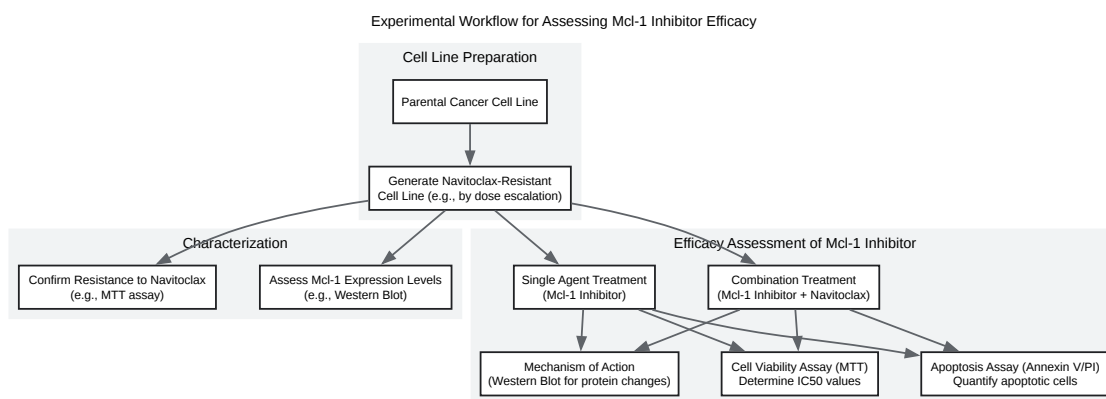 Experimental Workflow for Assessing Mcl-1 Inhibitor Efficacy
Cell Line Preparation
Parental Cancer Cell Line
Generate Navitoclax-Resistant
Cell Line (e.g., by dose escalation)
Characterization
Confirm Resistance to Navitoclax
(e.g., MTT assay)
Assess Mcl-1 Expression Levels
(e.g., Western Blot)
Efficacy Assessment of Mcl-1 Inhibitor
Single Agent Treatment
(Mcl-1 Inhibitor)
Combination Treatment
(Mcl-1 Inhibitor + Navitoclax)
Mechanism of Action
(Western Blot for protein changes)
Cell Viability Assay (MTT)
Determine IC50 values
Apoptosis Assay (Annexin V/PI)
Quantify apoptotic cells